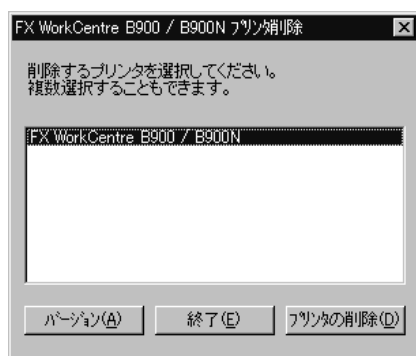 FX WorkCentre B900 / B900N プリンタ削除
削除するプリンタを選択してください。
複数選択することもできます。
FX WorkCentre B900 / B900N
バージョン(A)
終了(E)
プリンタの削除(D)